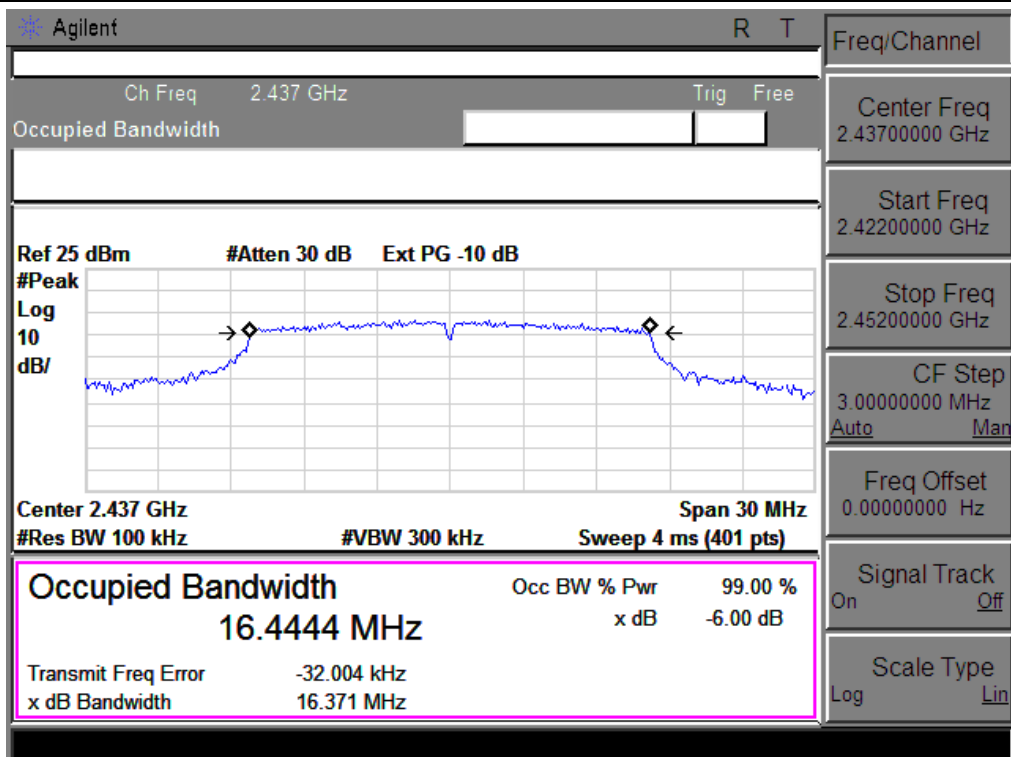 Agilent R T
Ch Freq 2.437 GHz Trig Free
Occupied Bandwidth
Ref 25 dBm #Atten 30 dB Ext PG -10 dB
#Peak
Log
10
dB/
Center 2.437 GHz Span 30 MHz
#Res BW 100 kHz #VBW 300 kHz Sweep 4 ms (401 pts)
Occupied Bandwidth Occ BW % Pwr 99.00 %
16.4444 MHz x dB -6.00 dB
Transmit Freq Error -32.004 kHz
x dB Bandwidth 16.371 MHz
Freq/Channel
Center Freq
2.43700000 GHz
Start Freq
2.42200000 GHz
Stop Freq
2.45200000 GHz
CF Step
3.00000000 MHz
Auto Man
Freq Offset
0.00000000 Hz
Signal Track
On Off
Scale Type
Log Lin